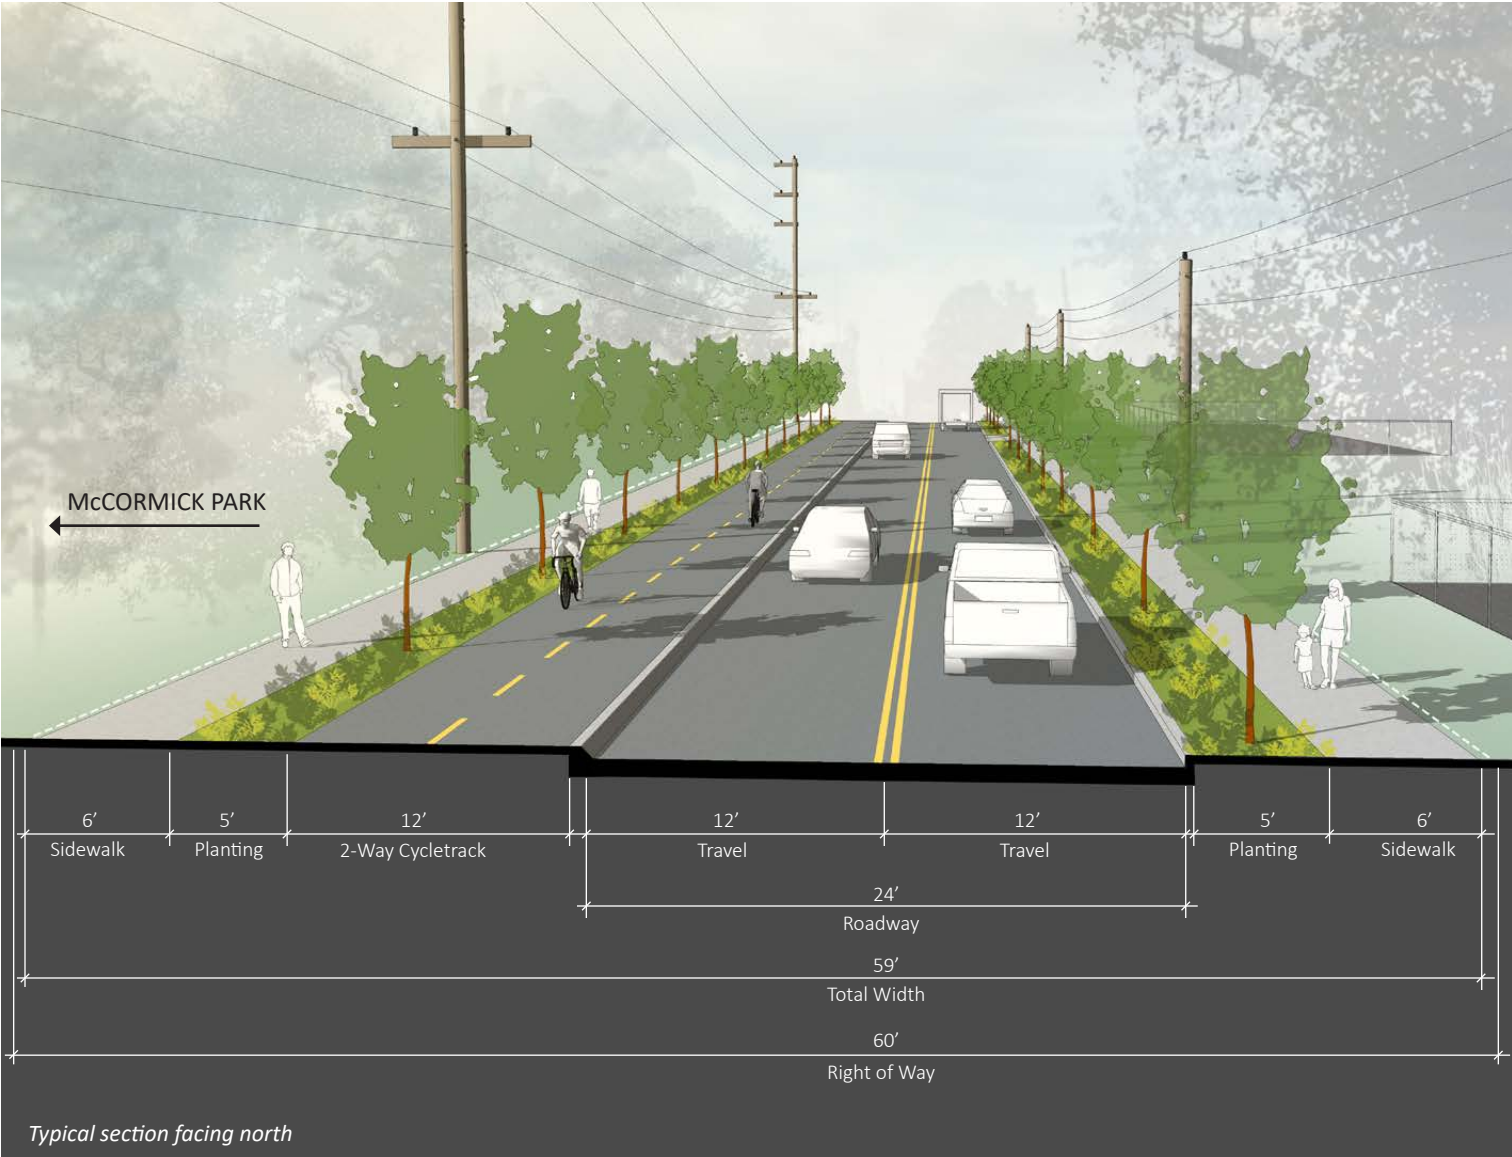 McCORMICK PARK
6’ 5’ 12’ 12’ 12’ 5’ 6’
Sidewalk Planting 2-Way Cycletrack Travel Travel Planting Sidewalk
24’
Roadway
59’
Total Width
60’
Right of Way
Typical section facing north